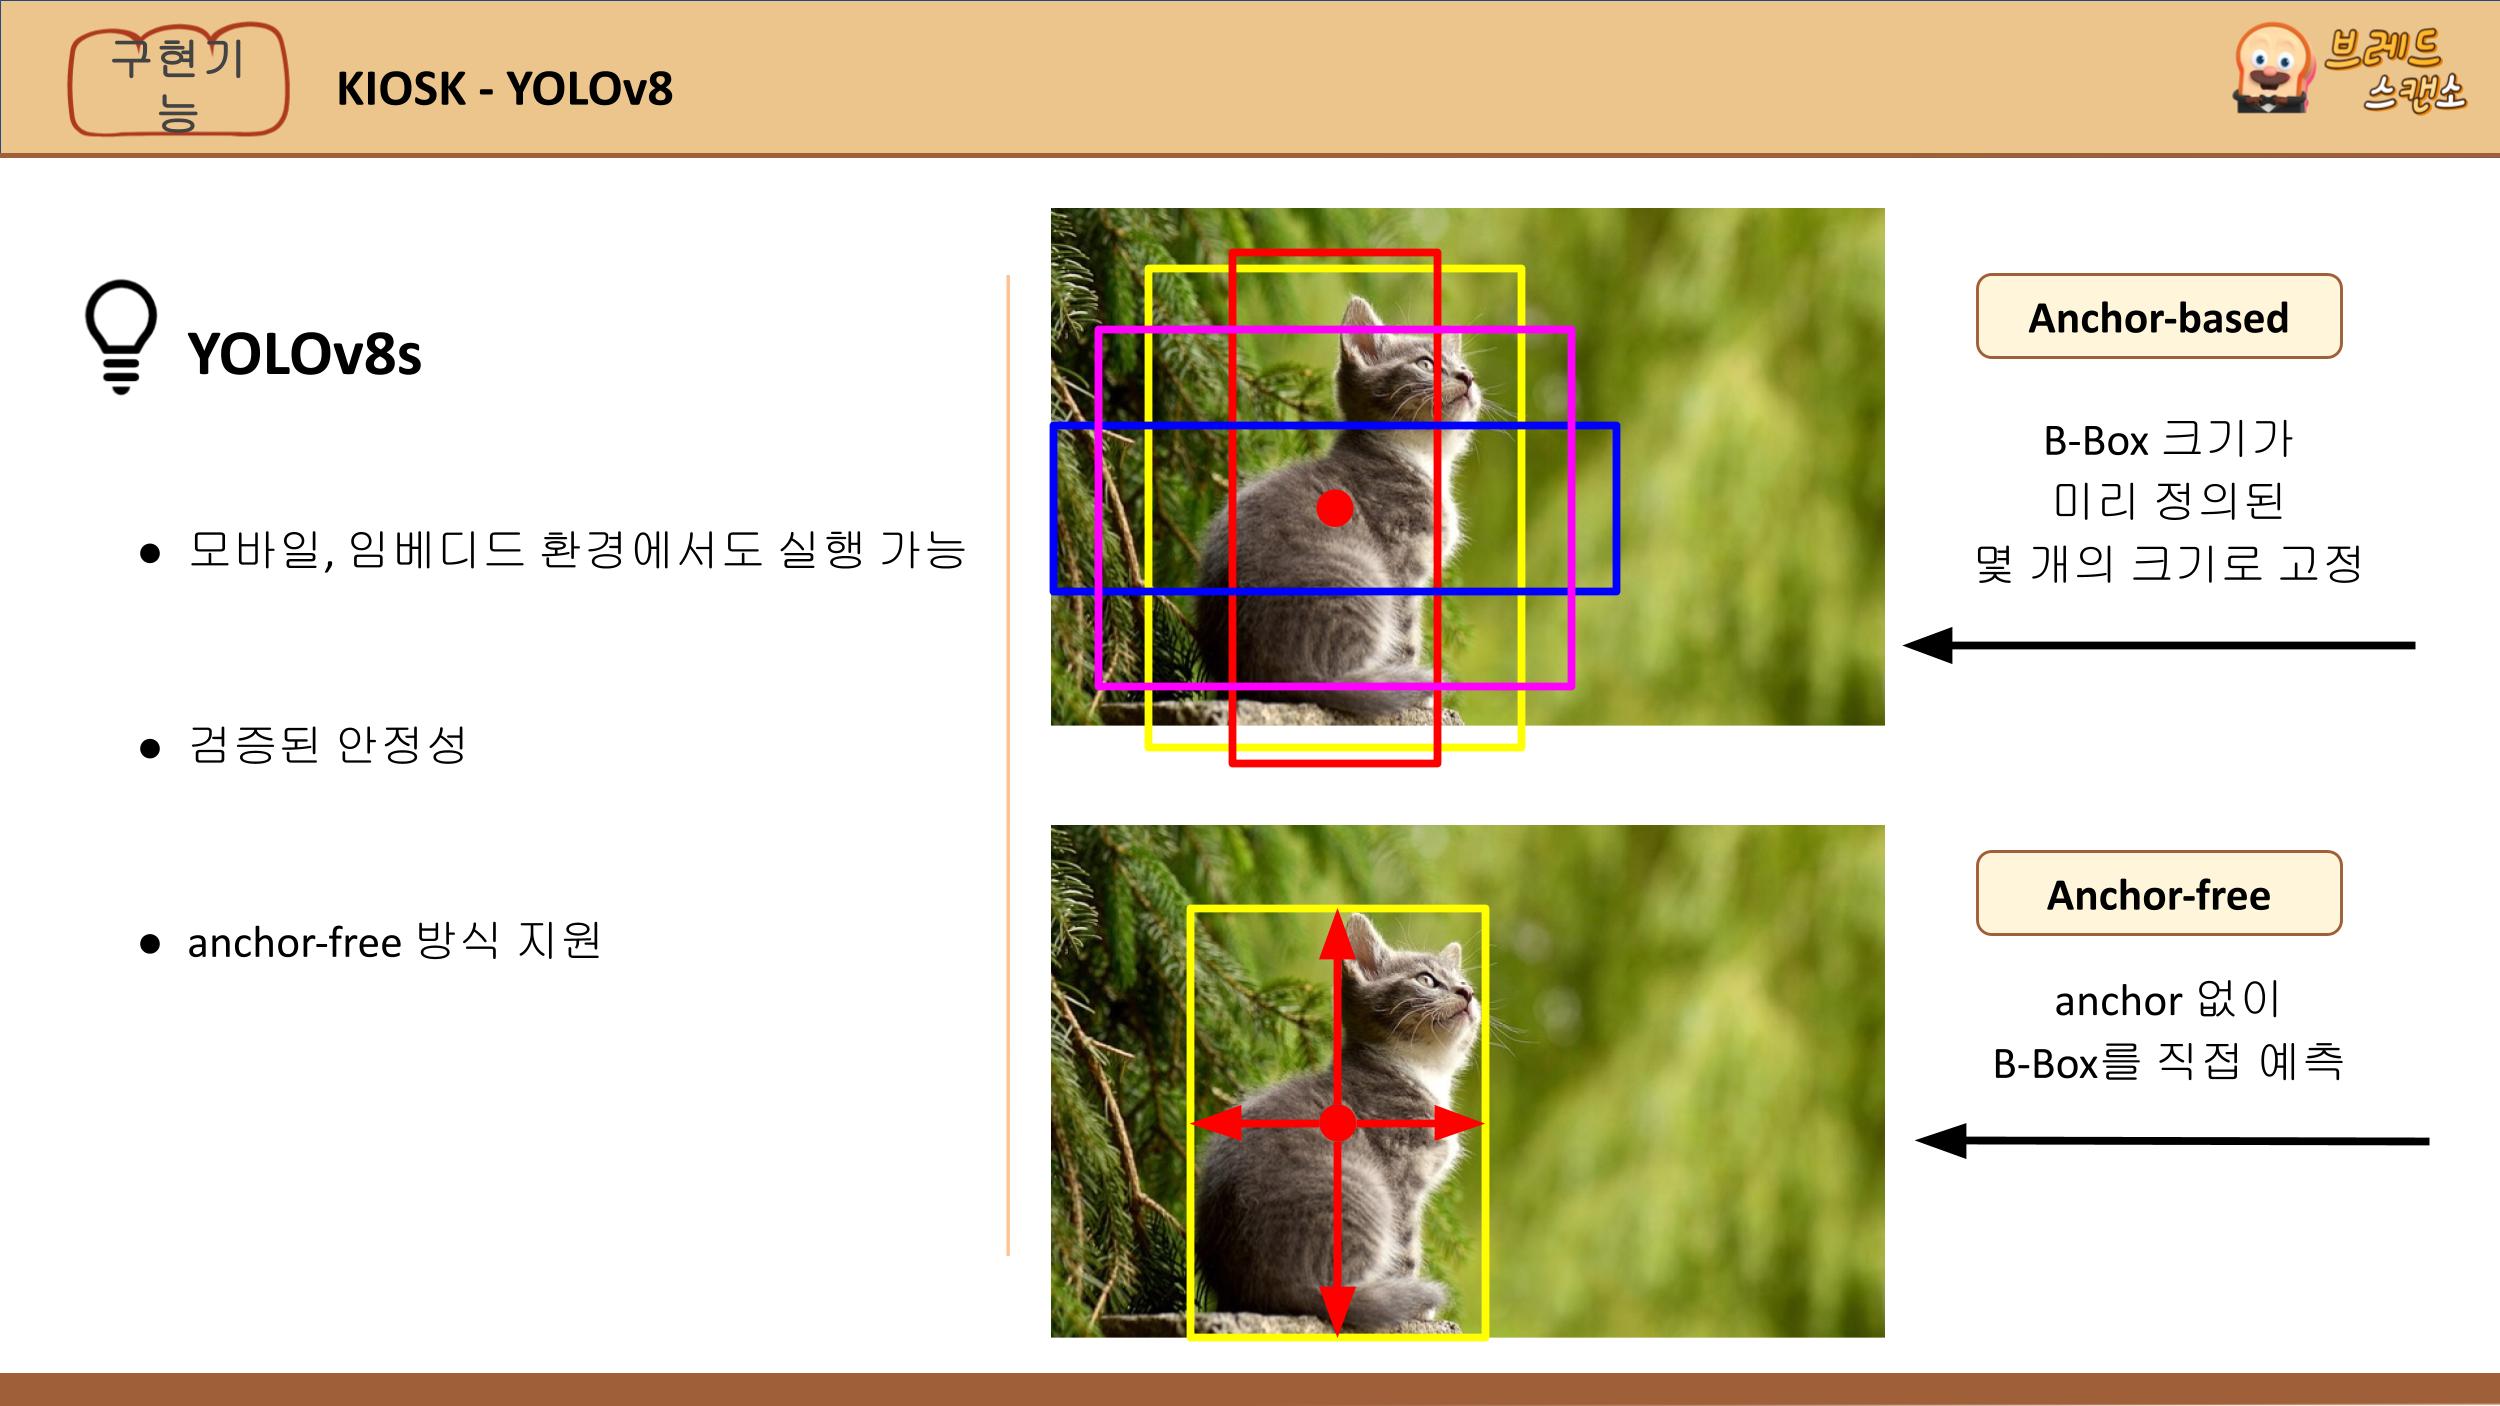 구현기
능
KIOSK - YOLOv8
브레드
스캔소
YOLOv8s
● 모바일, 임베디드 환경에서도 실행 가능
● 검증된 안정성
● anchor-free 방식 지원
Anchor-based
B-Box 크기가
미리 정의된
몇 개의 크기로 고정
Anchor-free
anchor 없이
B-Box를 직접 예측